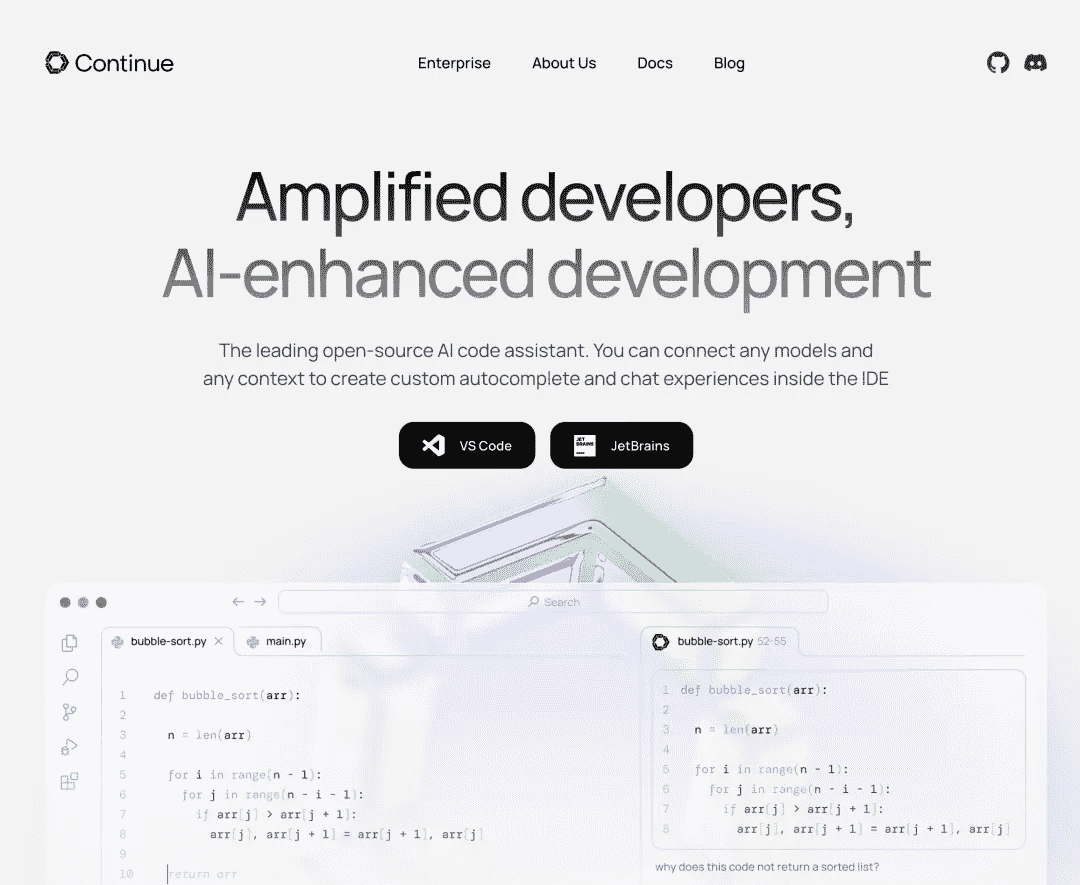 Continue
Enterprise About Us Docs Blog
Amplified developers,
AI-enhanced development
The leading open-source AI code assistant. You can connect any models and
any context to create custom autocomplete and chat experiences inside the IDE
VS Code
JET BRAINS JetBrains
Search
bubble-sort.py main.py
1 def bubble_sort(arr):
2
3 n = len(arr)
4
5 for i in range(n - 1):
6 for j in range(n - i - 1):
7 if arr[j] > arr[j + 1]:
8 arr[j], arr[j + 1] = arr[j + 1], arr[j]
9
10 return arr
bubble-sort.py 52-55
1 def bubble_sort(arr):
2
3 n = len(arr)
4
5 for i in range(n - 1):
6 for j in range(n - i - 1):
7 if arr[j] > arr[j + 1]:
8 arr[j], arr[j + 1] = arr[j + 1], arr[j]
why does this code not return a sorted list?